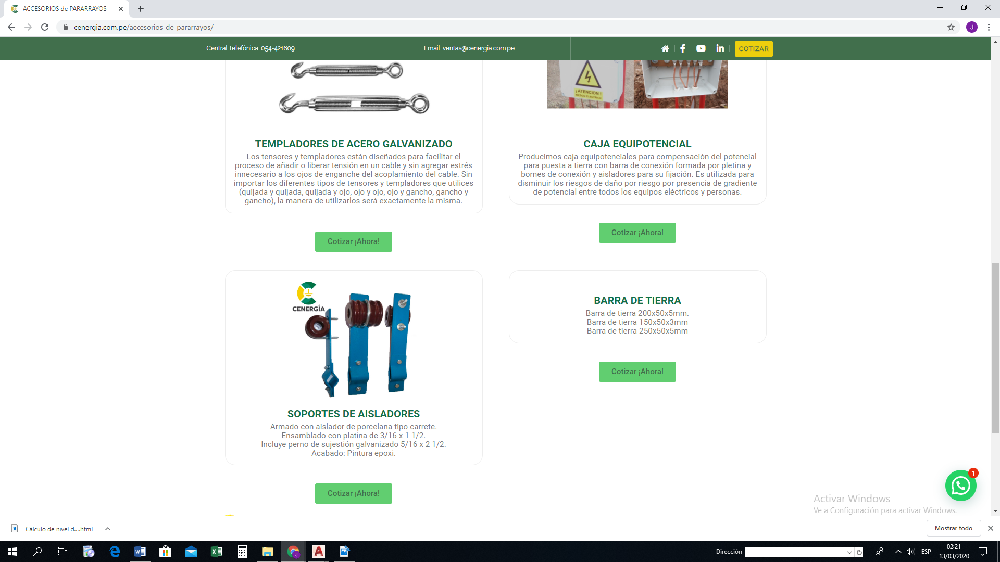 ACCESORIOS de PARARRAYOS -
cenergia.com.pe/accesorios-de-pararrayos/
J
Central Telefónica: 054-421609
Email: ventas@cenergia.com.pe
COTIZAR
¡ ATENCION !
RIESGO ELECTRICO
TEMPLADORES DE ACERO GALVANIZADO
Los tensores y templadores están diseñados para facilitar el
proceso de añadir o liberar tensión en un cable y sin agregar estrés
innecesario a los ojos de enganche del acoplamiento del cable. Sin
importar los diferentes tipos de tensores y templadores que utilices
(quijada y quijada, quijada y ojo, ojo y ojo, ojo y gancho, gancho y
gancho), la manera de utilizarlos será exactamente la misma.
Cotizar ¡Ahora!
CAJA EQUIPOTENCIAL
Producimos caja equipotenciales para compensación del potencial
para puesta a tierra con barra de conexión formada por pletina y
bornes de conexión y aisladores para su fijación. Es utilizada para
disminuir los riesgos de daño por riesgo por presencia de gradiente
de potencial entre todos los equipos eléctricos y personas.
Cotizar ¡Ahora!
CENERGÍA
SOPORTES DE AISLADORES
Armado con aislador de porcelana tipo carrete.
Ensamblado con platina de 3/16 x 1 1/2.
Incluye perno de sujestión galvanizado 5/16 x 2 1/2.
Acabado: Pintura epoxi.
Cotizar ¡Ahora!
BARRA DE TIERRA
Barra de tierra 200x50x5mm.
Barra de tierra 150x50x3mm
Barra de tierra 250x50x5mm
Cotizar ¡Ahora!
1
Activar Windows
Ve a Configuración para activar Windows.
Cálculo de nivel d....html
Mostrar todo
Dirección
ESP
02:21
13/03/2020